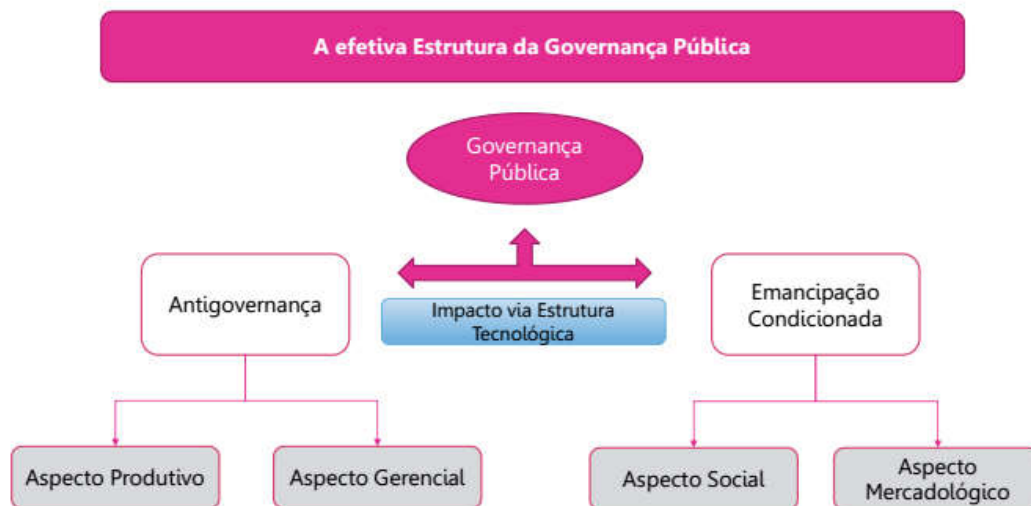 A efetiva Estrutura da Governança Pública
Governança
Pública
Antigovernança
Impacto via Estrutura
Tecnológica
Emancipação
Condicionada
Aspecto Produtivo
Aspecto Gerencial
Aspecto Social
Aspecto
Mercadológico